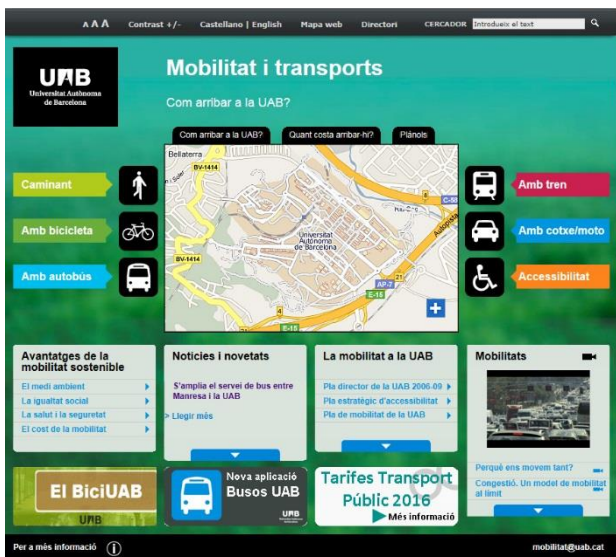 A A A Contrast +/- Castellano | English Mapa web Directori CERCADOR Introdueix el text
UAB
Universitat Autònoma
de Barcelona
Mobilitat i transports
Com arribar a la UAB?
Com arribar a la UAB? Quant costa arribar-hi? Plànols
Caminant
Amb bicicleta
Amb autobús
Bellaterra
BV-1414
BV-1414
Universitat
Autònoma
de Barcelona
C-58
Autopista
AP-7
21
E-15
4
E-15
Amb tren
Amb cotxe/moto
Accessibilitat
Avantatges de la
mobilitat sostenible
El medi ambient
La igualtat social
La salut i la seguretat
El cost de la mobilitat
Noticies i novetats
S'amplia el servei de bus entre
Manresa i la UAB
> Llegir més
La mobilitat a la UAB
Pla director de la UAB 2006-09
Pla estratègic d'accessibilitat
Pla de mobilitat de la UAB
Mobilitats
Perquè ens movem tant?
Congestió. Un model de mobilitat
al límit
El BiciUAB
UAB
Nova aplicació
Busos UAB
UAB
Tarifes Transport
Públic 2016
Més informació
Per a més informació
mobilitat@uab.cat